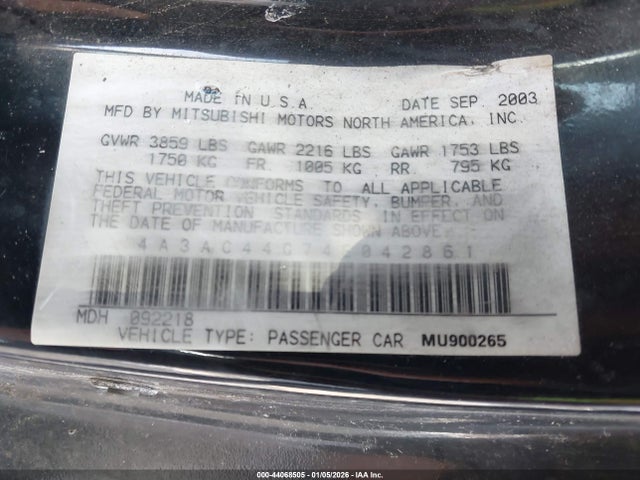 MADE IN U.S.A. DATE SEP. 2003
MFD BY MITSUBISHI MOTORS NORTH AMERICA, INC.
GVWR 3859 LBS GAWR 2216 LBS GAWR 1753 LBS
1750 KG FR. 1005 KG RR. 795 KG
THIS VEHICLE CONFORMS TO ALL APPLICABLE
FEDERAL MOTOR VEHICLE SAFETY, BUMPER, AND
THEFT PREVENTION STANDARDS IN EFFECT ON
THE DATE OF MANUFACTURE SHOWN ABOVE.
MDH 092218
VEHICLE TYPE: PASSENGER CAR MU900265
000-44068505 - 01/05/2026 - IAA Inc.